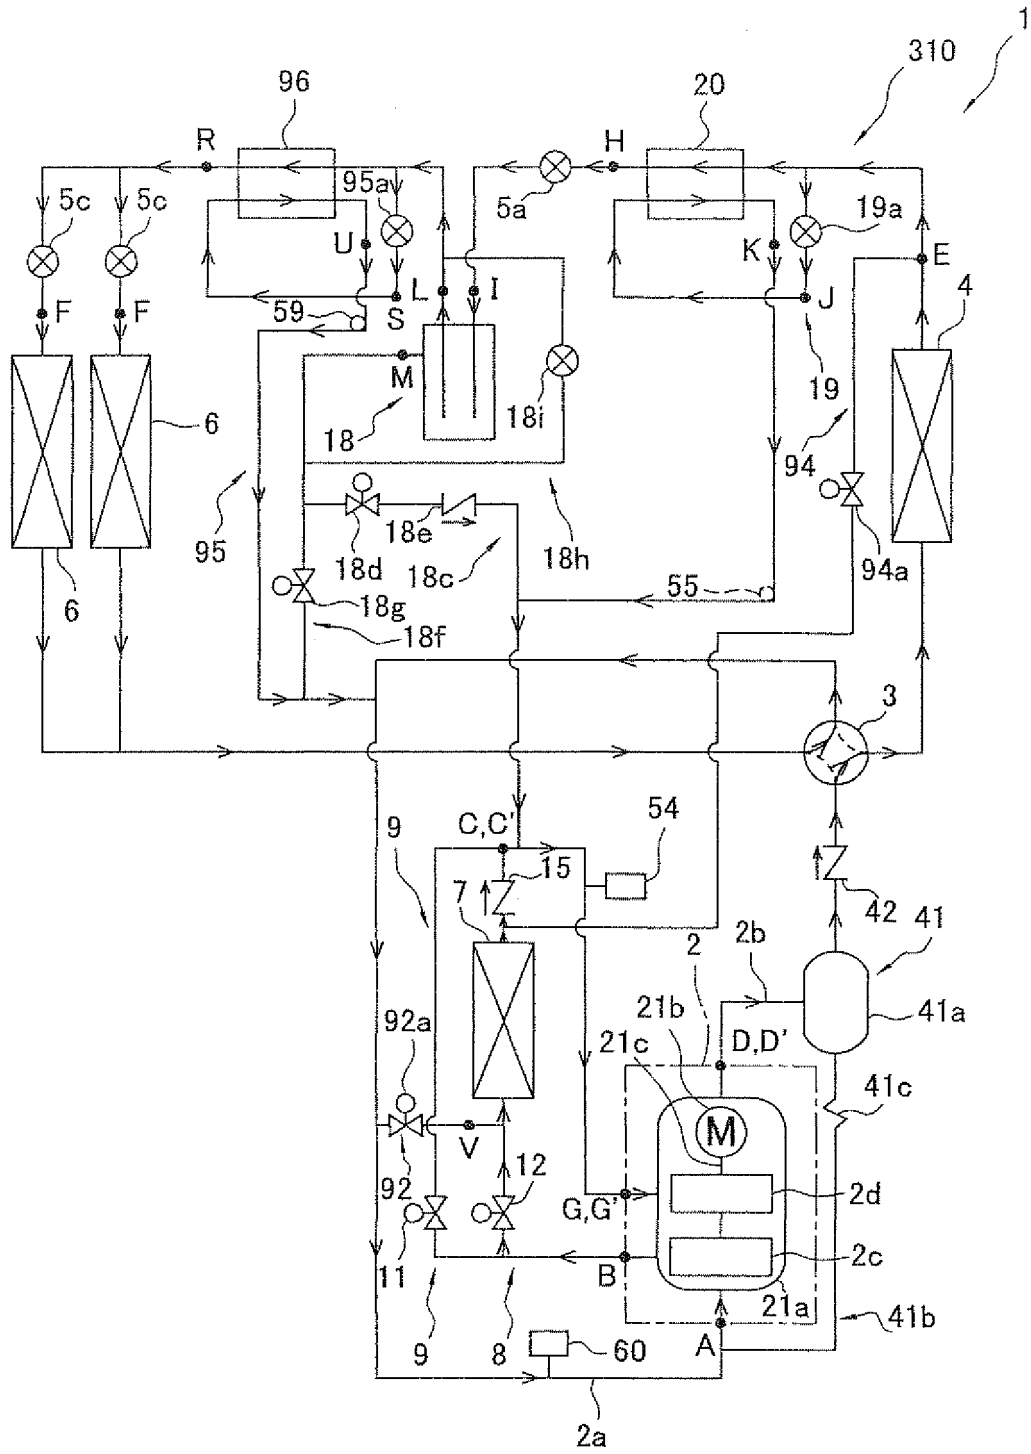 1
310
96
20
R
H
5c
5c
95a
5a
19a
U
K
E
F
F
59
S
L
I
J
4
M
19
18
18i
6
94
95
18e
18d
18c
18h
94a
6
18g
55
18f
3
9
C,C'
54
15
7
42
2b
41
2
92a
21b
41a
D,D'
21c
41c
M
V
12
92
2d
G,G'
11
B
2c
21a
41b
9
8
60
A
2a